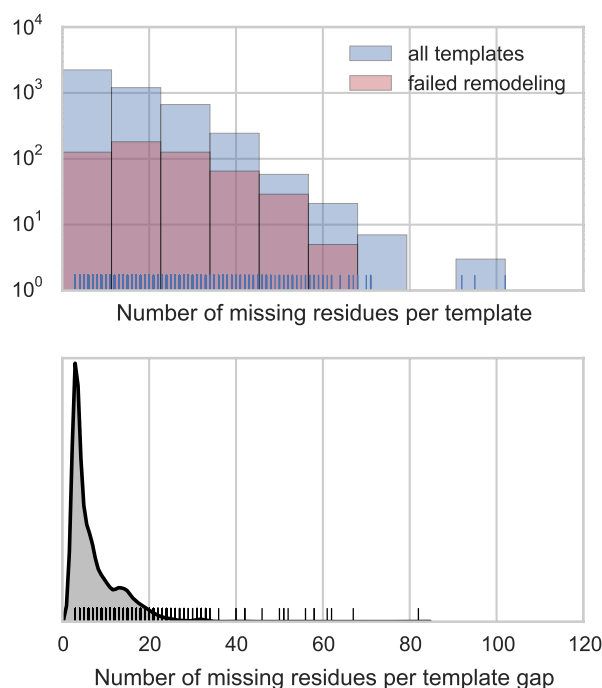 10^4
all templates
failed remodeling
10^3
10^2
10^1
10^0
Number of missing residues per template
0 20 40 60 80 100 120
Number of missing residues per template gap